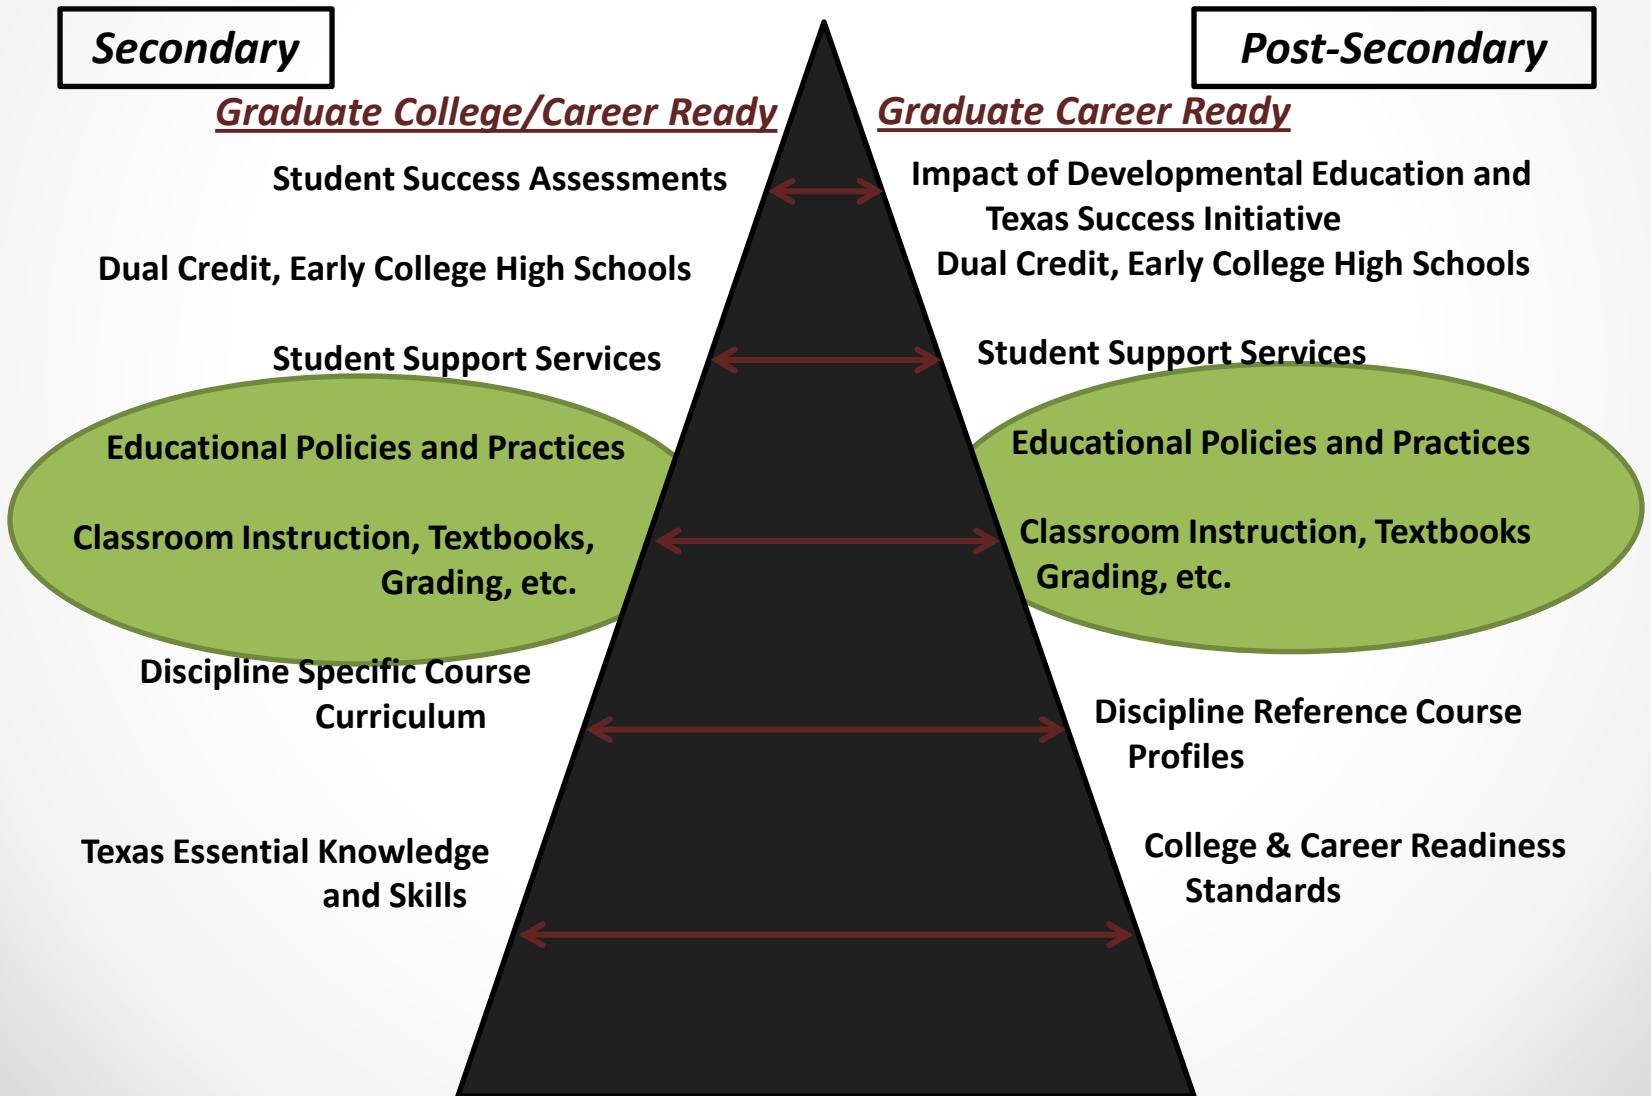 Secondary
Graduate College/Career Ready
Student Success Assessments
Dual Credit, Early College High Schools
Student Support Services
Educational Policies and Practices
Classroom Instruction, Textbooks,
Grading, etc.
Discipline Specific Course
Curriculum
Texas Essential Knowledge
and Skills
Post-Secondary
Graduate Career Ready
Impact of Developmental Education and
Texas Success Initiative
Dual Credit, Early College High Schools
Student Support Services
Educational Policies and Practices
Classroom Instruction, Textbooks
Grading, etc.
Discipline Reference Course
Profiles
College & Career Readiness
Standards